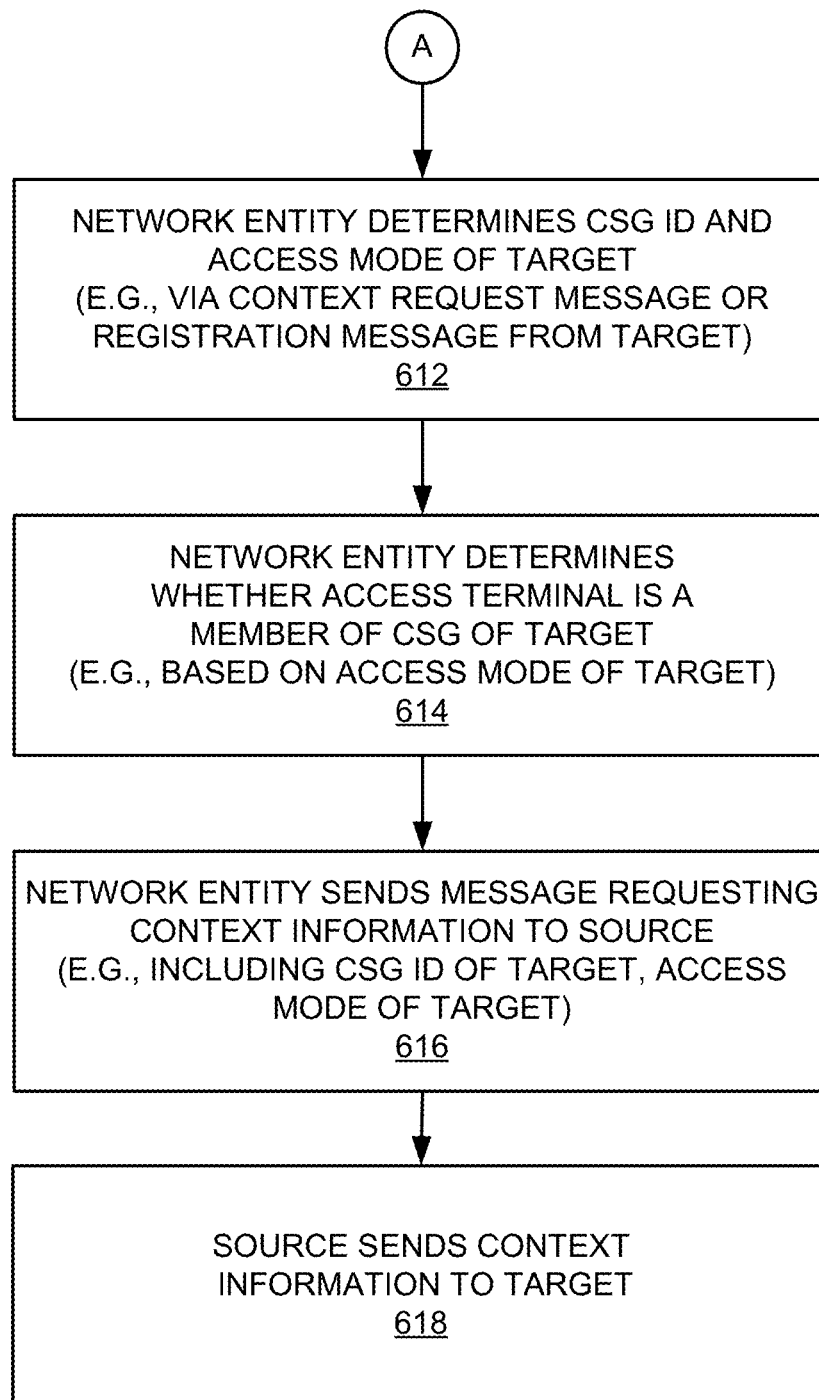 A
NETWORK ENTITY DETERMINES CSG ID AND
ACCESS MODE OF TARGET
(E.G., VIA CONTEXT REQUEST MESSAGE OR
REGISTRATION MESSAGE FROM TARGET)
612
NETWORK ENTITY DETERMINES
WHETHER ACCESS TERMINAL IS A
MEMBER OF CSG OF TARGET
(E.G., BASED ON ACCESS MODE OF TARGET)
614
NETWORK ENTITY SENDS MESSAGE REQUESTING
CONTEXT INFORMATION TO SOURCE
(E.G., INCLUDING CSG ID OF TARGET, ACCESS
MODE OF TARGET)
616
SOURCE SENDS CONTEXT
INFORMATION TO TARGET
618